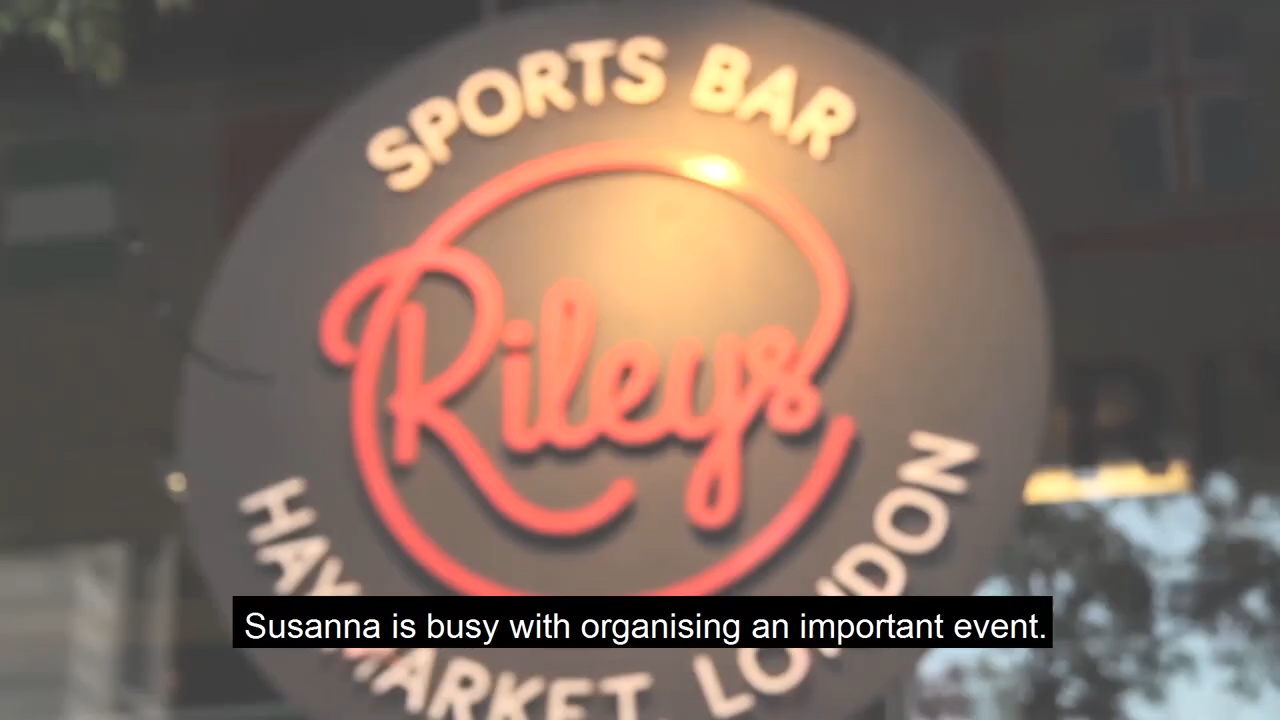 SPORTS BAR
Rileys
HAYMARKET, LONDON
Susanna is busy with organising an important event.